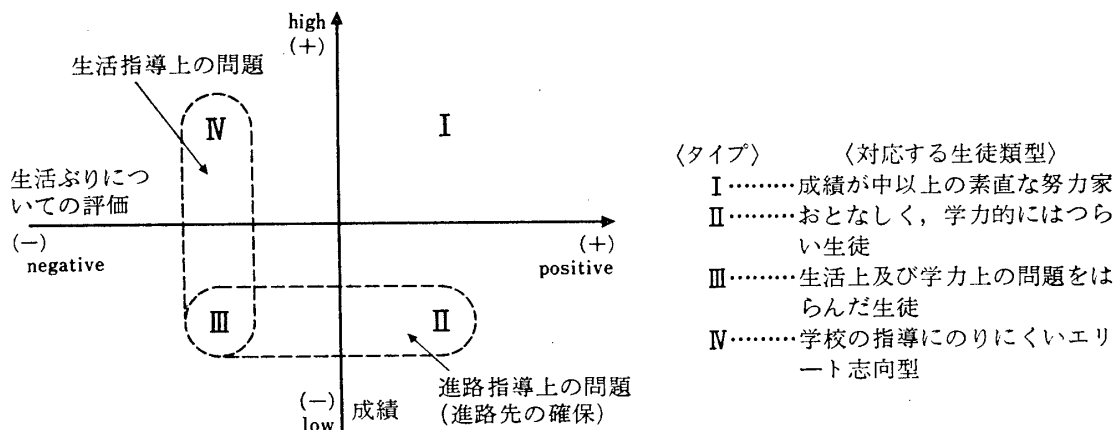 high
(+)
生活指導上の問題
Ⅳ
Ⅰ
生活ぶりにつ
いての評価
(−)
negative
(+)
positive
Ⅲ
Ⅱ
進路指導上の問題
(進路先の確保)
(−)
low
成績
〈タイプ〉 〈対応する生徒類型〉
Ⅰ………成績が中以上の素直な努力家
Ⅱ………おとなしく，学力的にはつら
い生徒
Ⅲ………生活上及び学力上の問題をは
らんだ生徒
Ⅳ………学校の指導にのりにくいエリ
ート志向型